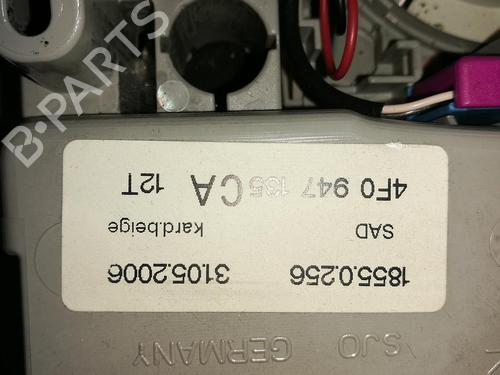 4F0 947 135 CA 12T
SAD kard.beige
1855.0.256 31.05.2006
SJO GERMANY
B-PARTS